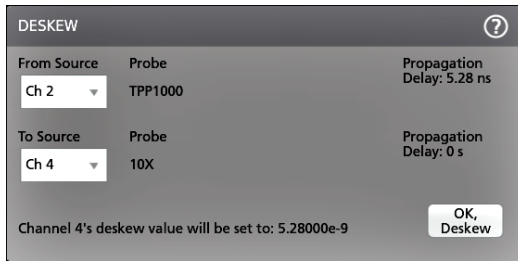 DESKEW
?
From Source Probe Propagation
Delay: 5.28 ns
Ch 2 TPP1000
To Source Probe Propagation
Delay: 0 s
Ch 4 10X
Channel 4's deskew value will be set to: 5.28000e-9
OK,
Deskew